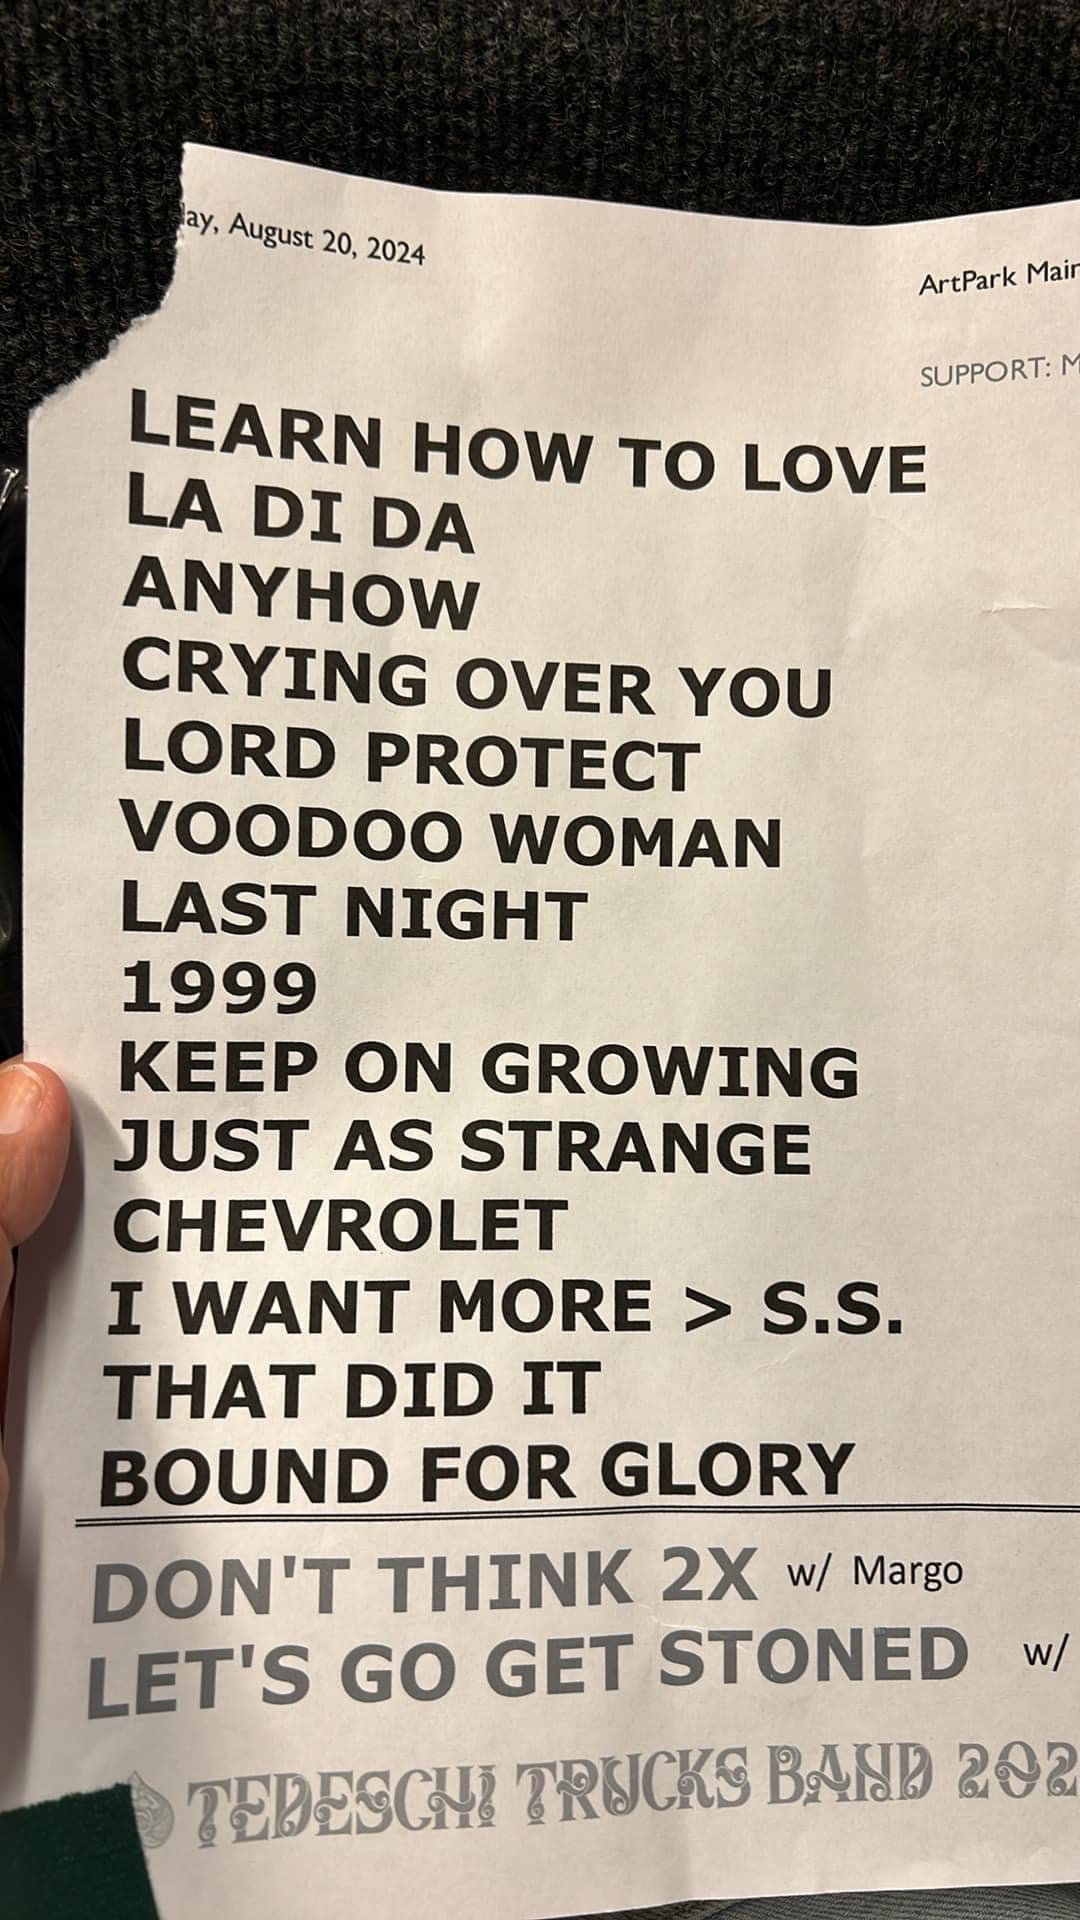 ay, August 20, 2024
ArtPark Main
SUPPORT: M
LEARN HOW TO LOVE
LA DI DA
ANYHOW
CRYING OVER YOU
LORD PROTECT
VOODOO WOMAN
LAST NIGHT
1999
KEEP ON GROWING
JUST AS STRANGE
CHEVROLET
I WANT MORE > S.S.
THAT DID IT
BOUND FOR GLORY
DON'T THINK 2X w/ Margo
LET'S GO GET STONED w/
TEDESCHI TRUCKS BAND 202